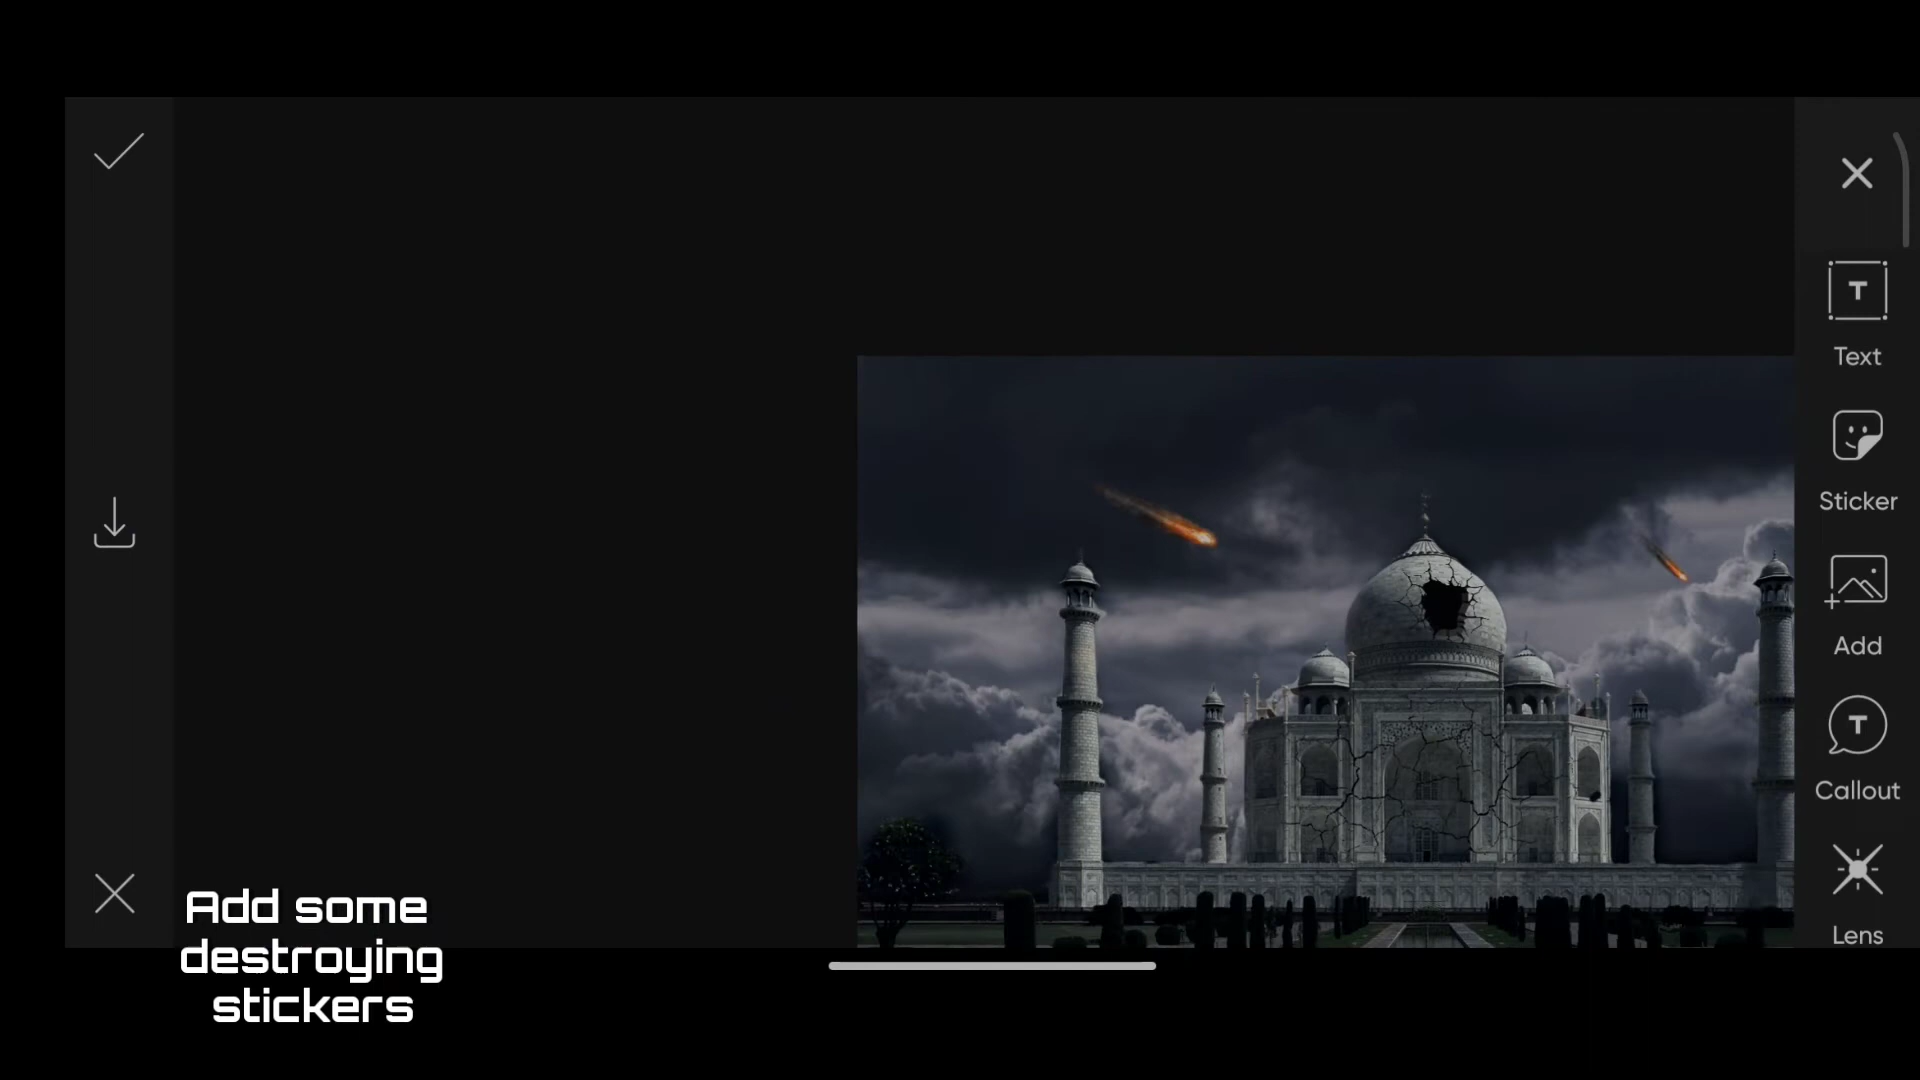 Text
Sticker
Add
Callout
Lens
Add some
destroying
stickers